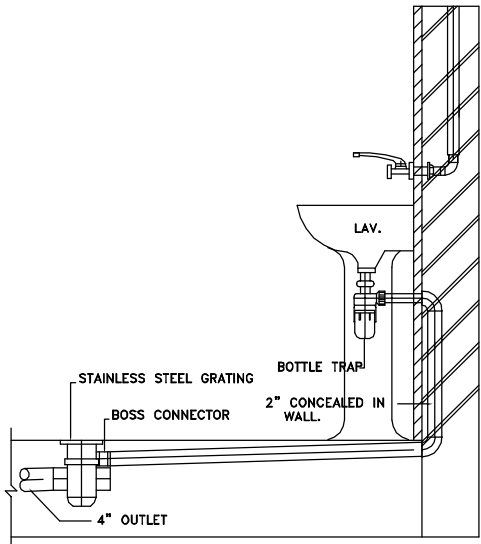 LAV.
BOTTLE TRAP
STAINLESS STEEL GRATING
2" CONCEALED IN
WALL.
BOSS CONNECTOR
4" OUTLET